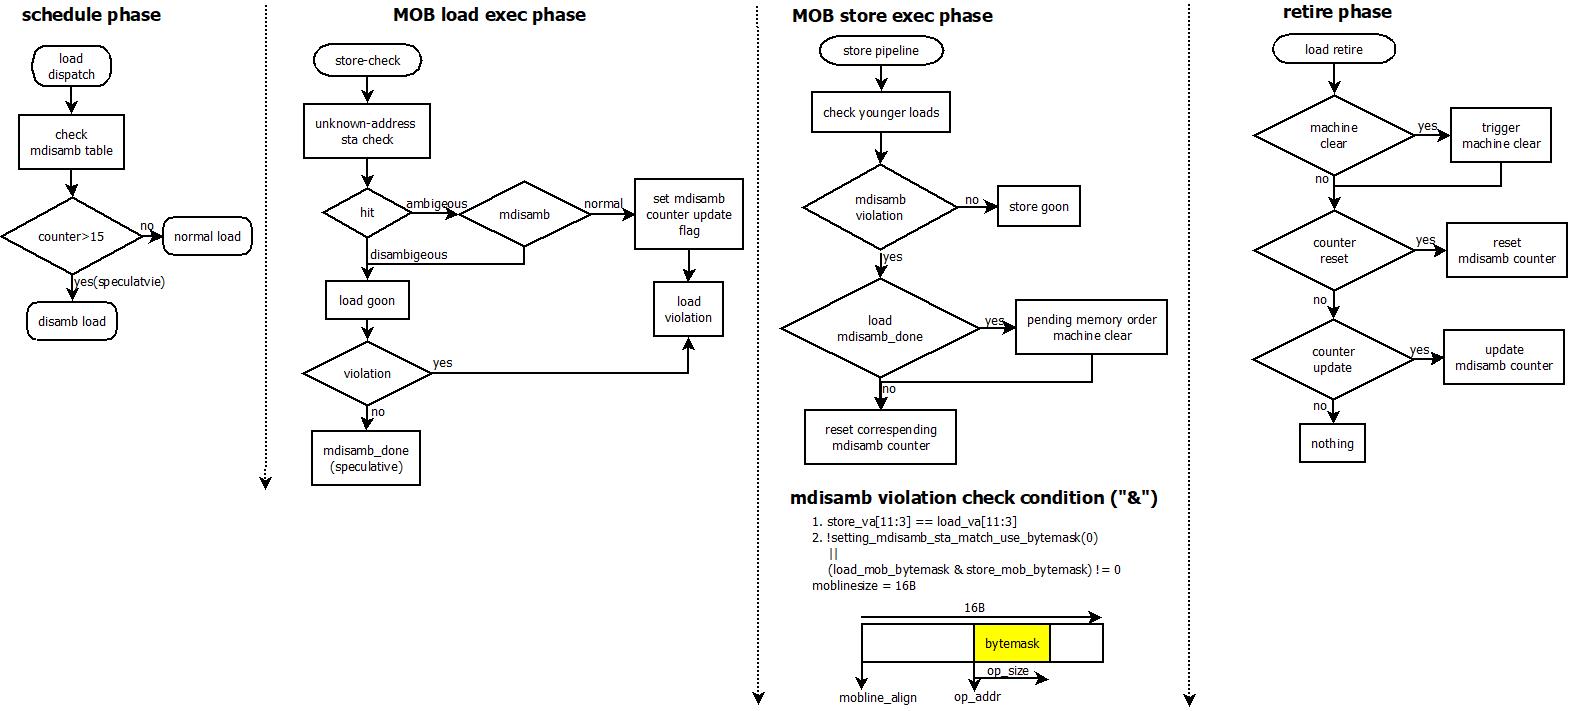 schedule phase
load
dispatch
check
mdisamb table
counter>15
no
normal load
yes(speculatvie)
disamb load
MOB load exec phase
store-check
unknown-address
sta check
hit
ambigeous
mdisamb
normal
set mdisamb
counter update
flag
disambigeous
load goon
load
violation
violation
yes
no
mdisamb_done
(speculative)
MOB store exec phase
store pipeline
check younger loads
mdisamb
violation
no
store goon
yes
load
mdisamb_done
yes
pending memory order
machine clear
no
reset correspending
mdisamb counter
mdisamb violation check condition ("&")
1. store_va[11:3] == load_va[11:3]
2. !setting_mdisamb_sta_match_use_bytemask(0)
||
(load_mob_bytemask & store_mob_bytemask) != 0
moblinesize = 16B
16B
bytemask
op_size
mobline_align
op_addr
retire phase
load retire
machine
clear
yes
trigger
machine clear
no
counter
reset
yes
reset
mdisamb counter
no
counter
update
yes
update
mdisamb counter
no
nothing